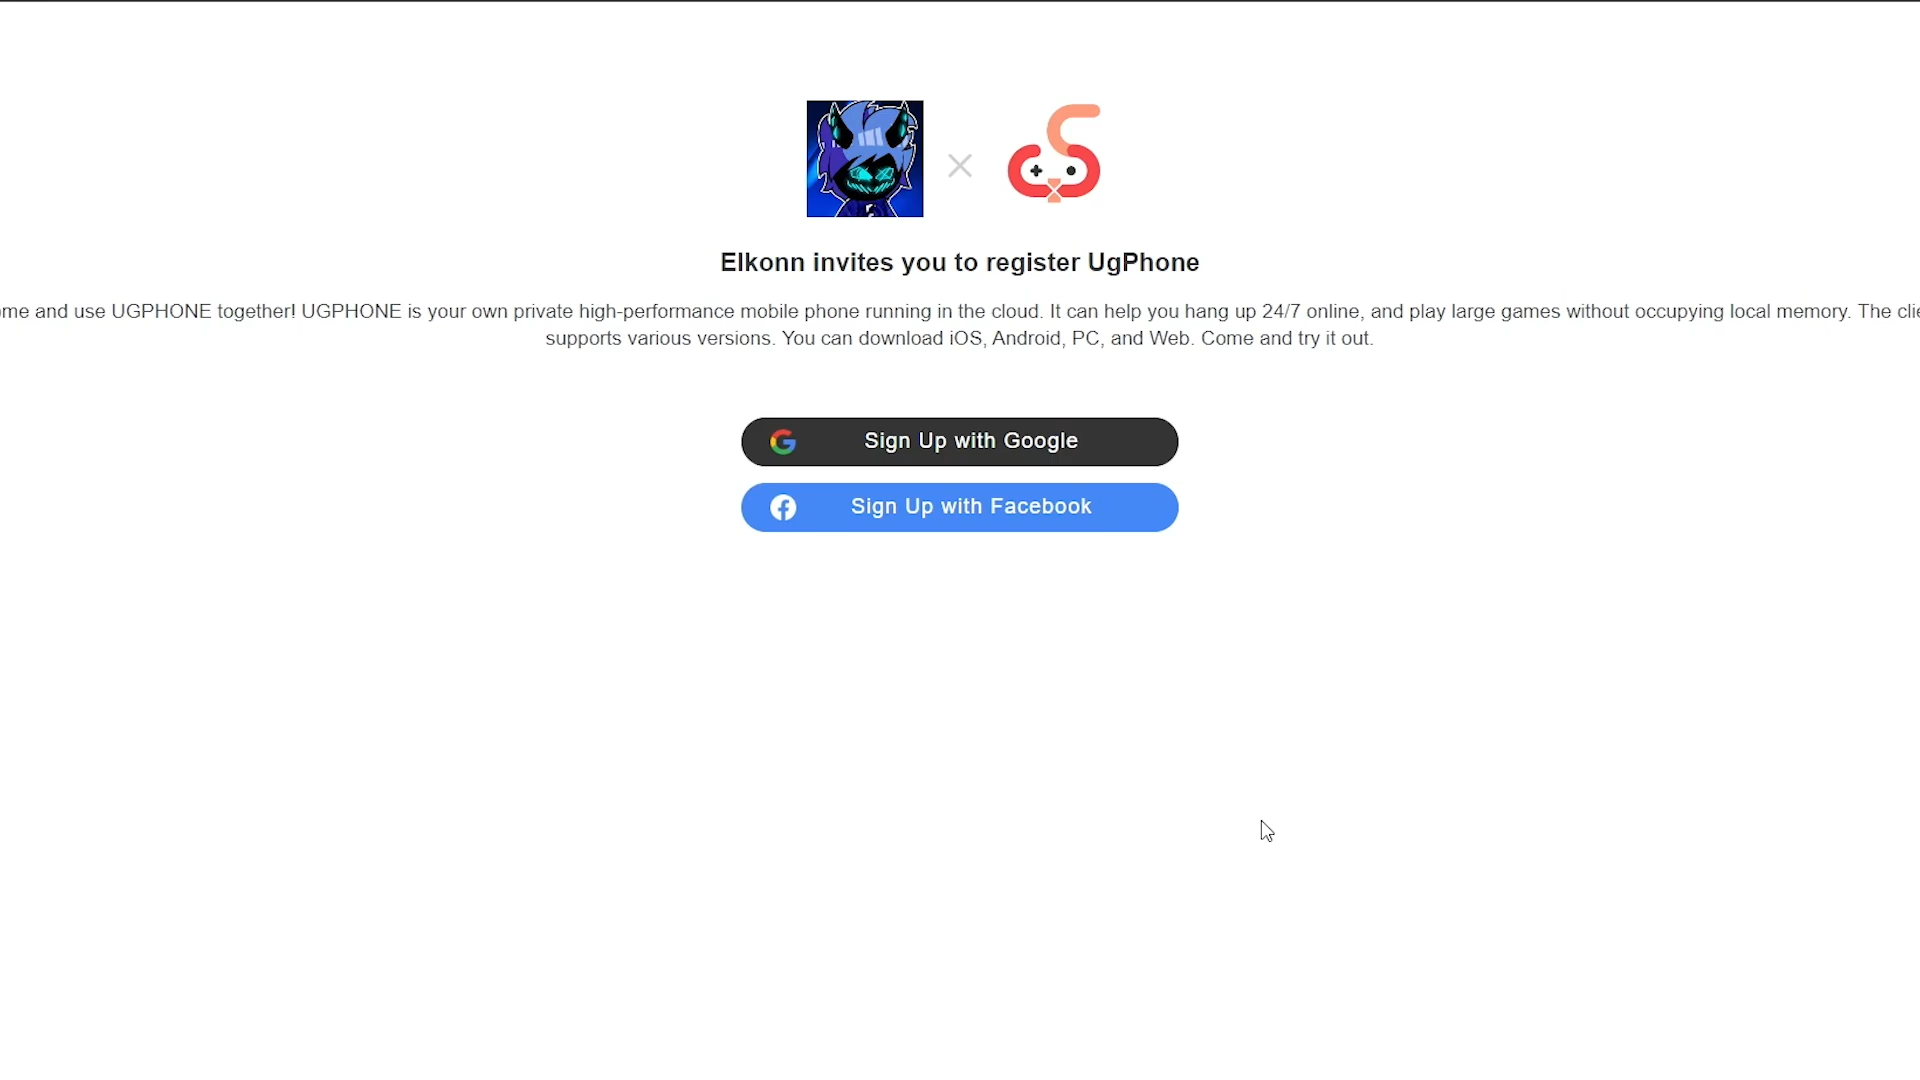 Elkonn invites you to register UgPhone
and use UGPHONE together! UGPHONE is your own private high-performance mobile phone running in the cloud. It can help you hang up 24/7 online, and play large games without occupying local memory. The
supports various versions. You can download iOS, Android, PC, and Web. Come and try it out.
Sign Up with Google
Sign Up with Facebook